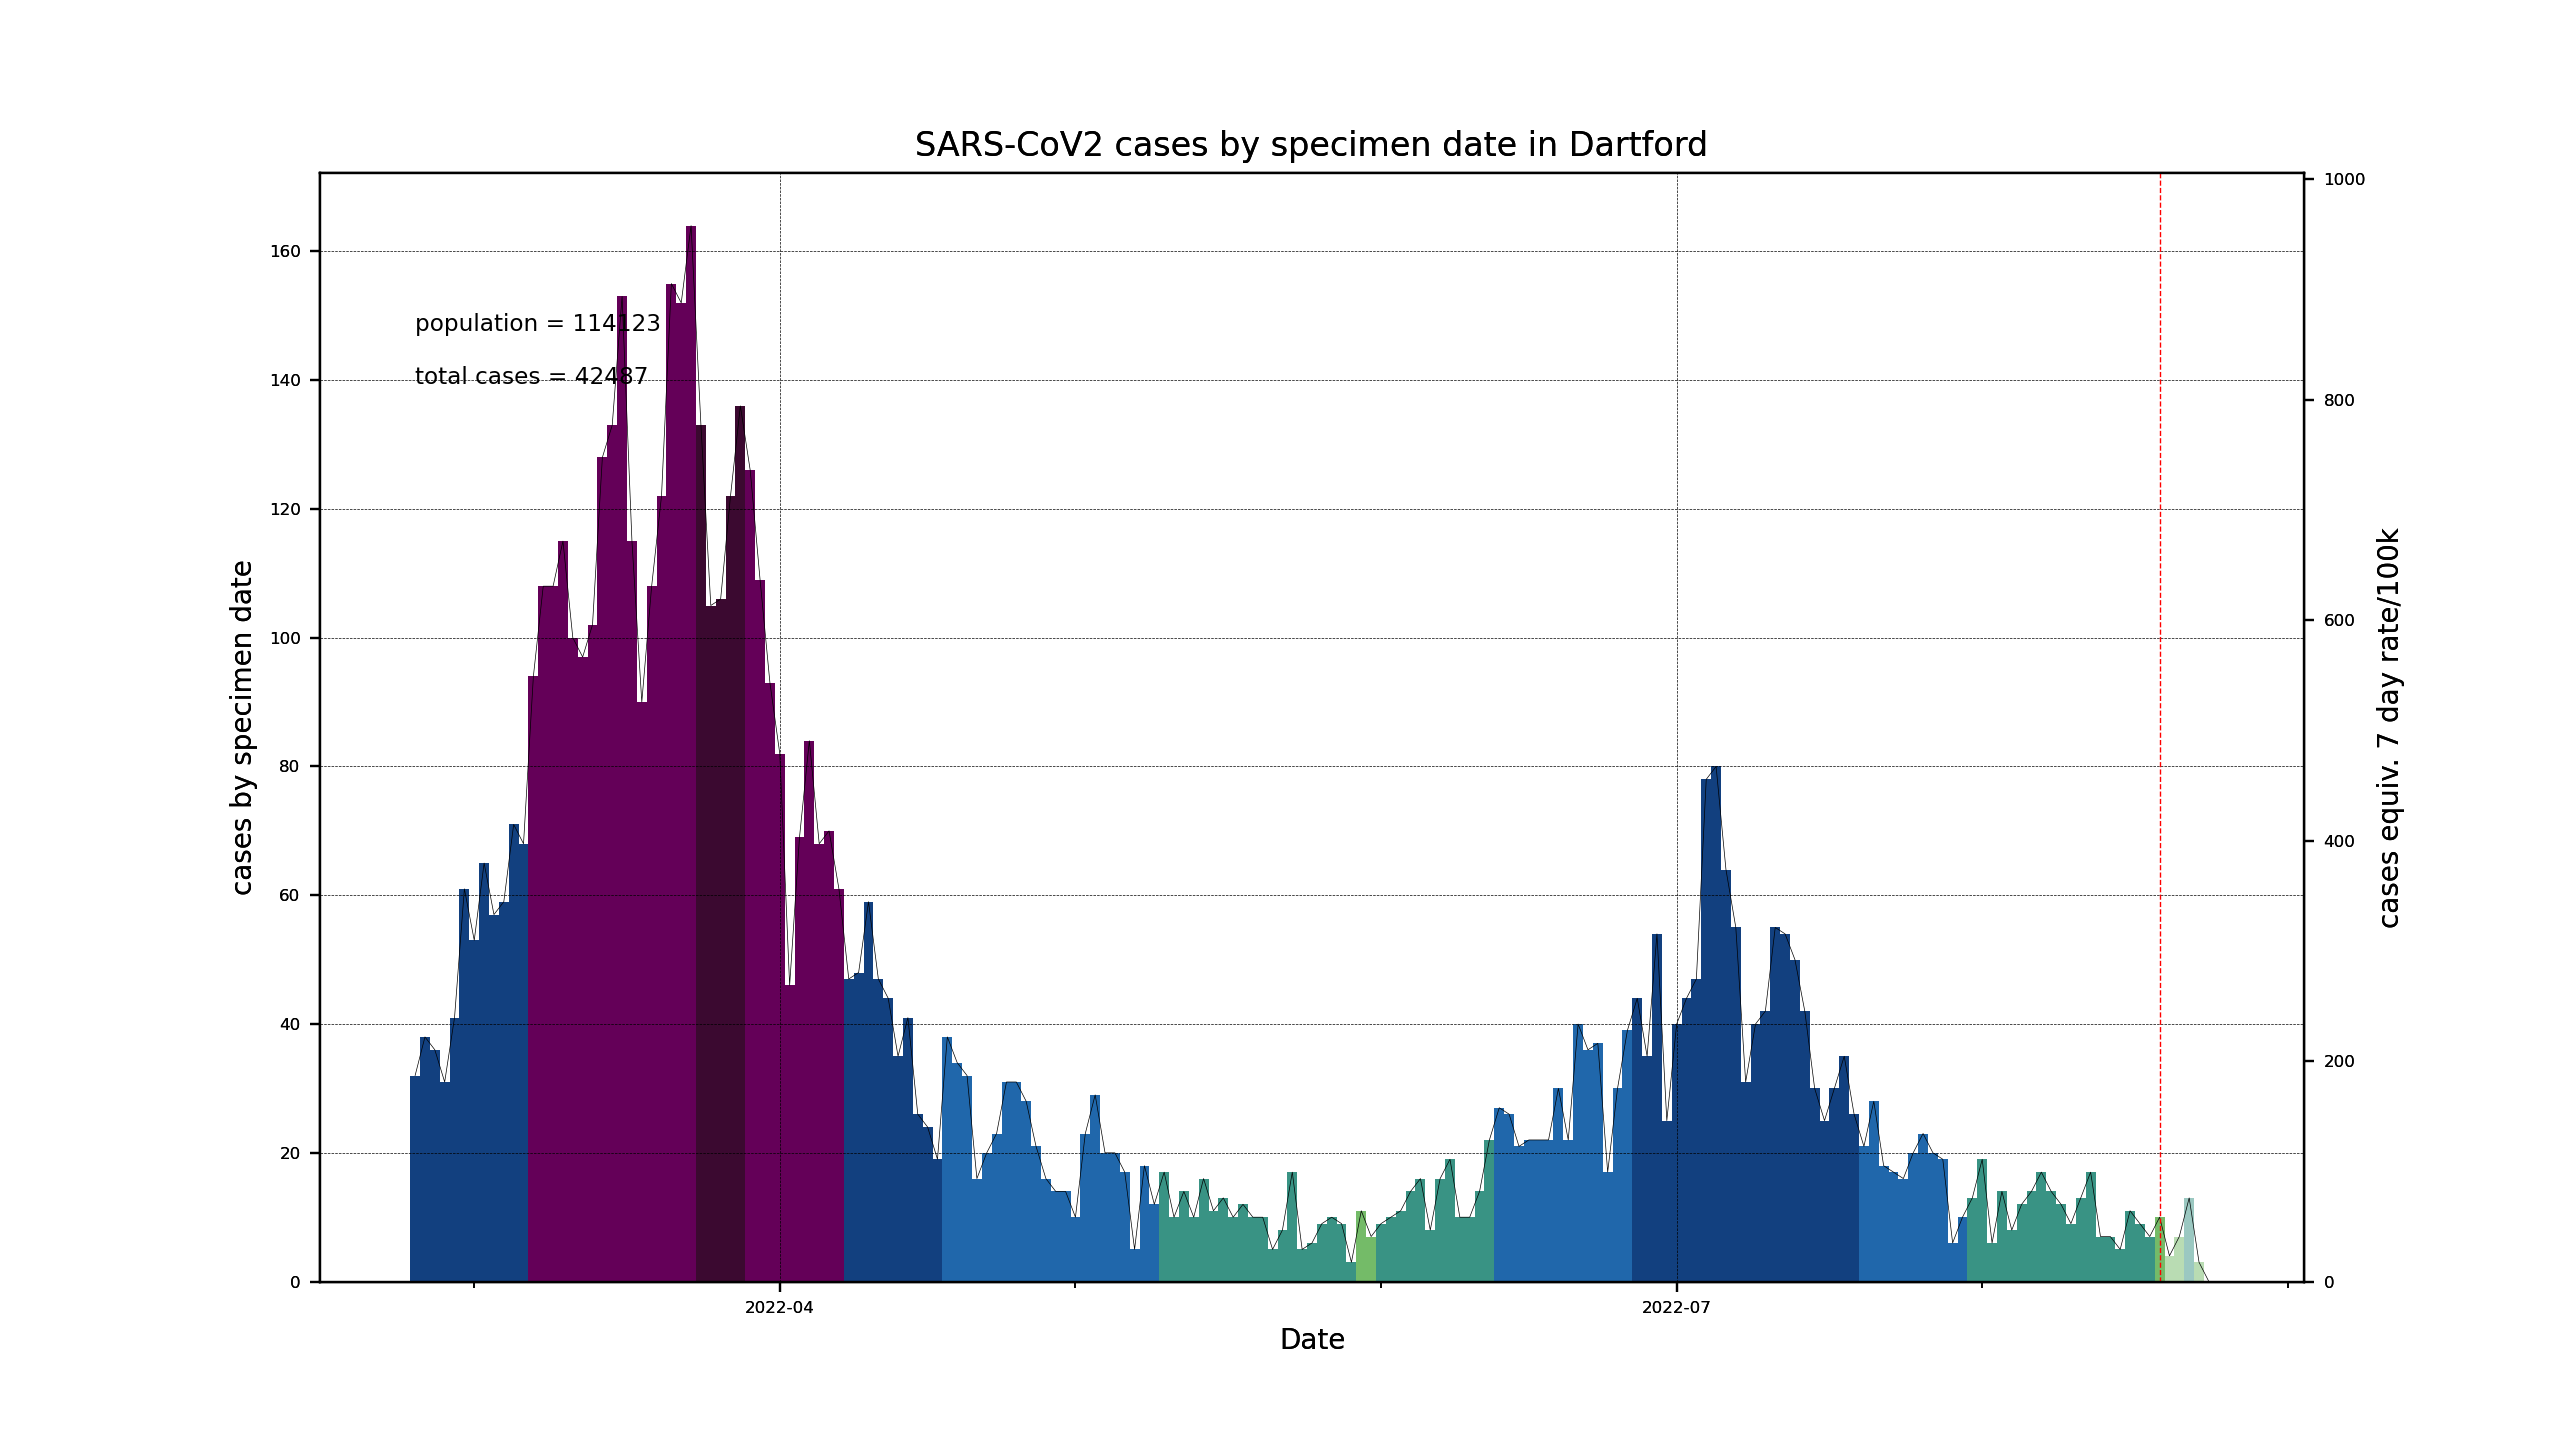 SARS-CoV2 cases by specimen date in Dartford
population = 114123
total cases = 42487
cases by specimen date
160
140
120
100
80
60
40
20
0
1000
800
600
400
200
0
cases equiv. 7 day rate/100k
2022-04
2022-07
Date